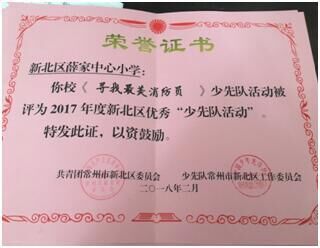 荣誉证书
新北区薛家中心小学：
你校《 寻找最美消防员 》少先队活动被
评为2017年度新北区优秀“少先队活动”。
特发此证，以资鼓励。
共青团常州市新北区委员会 少先队常州市新北区工作委员会
二〇一八年二月